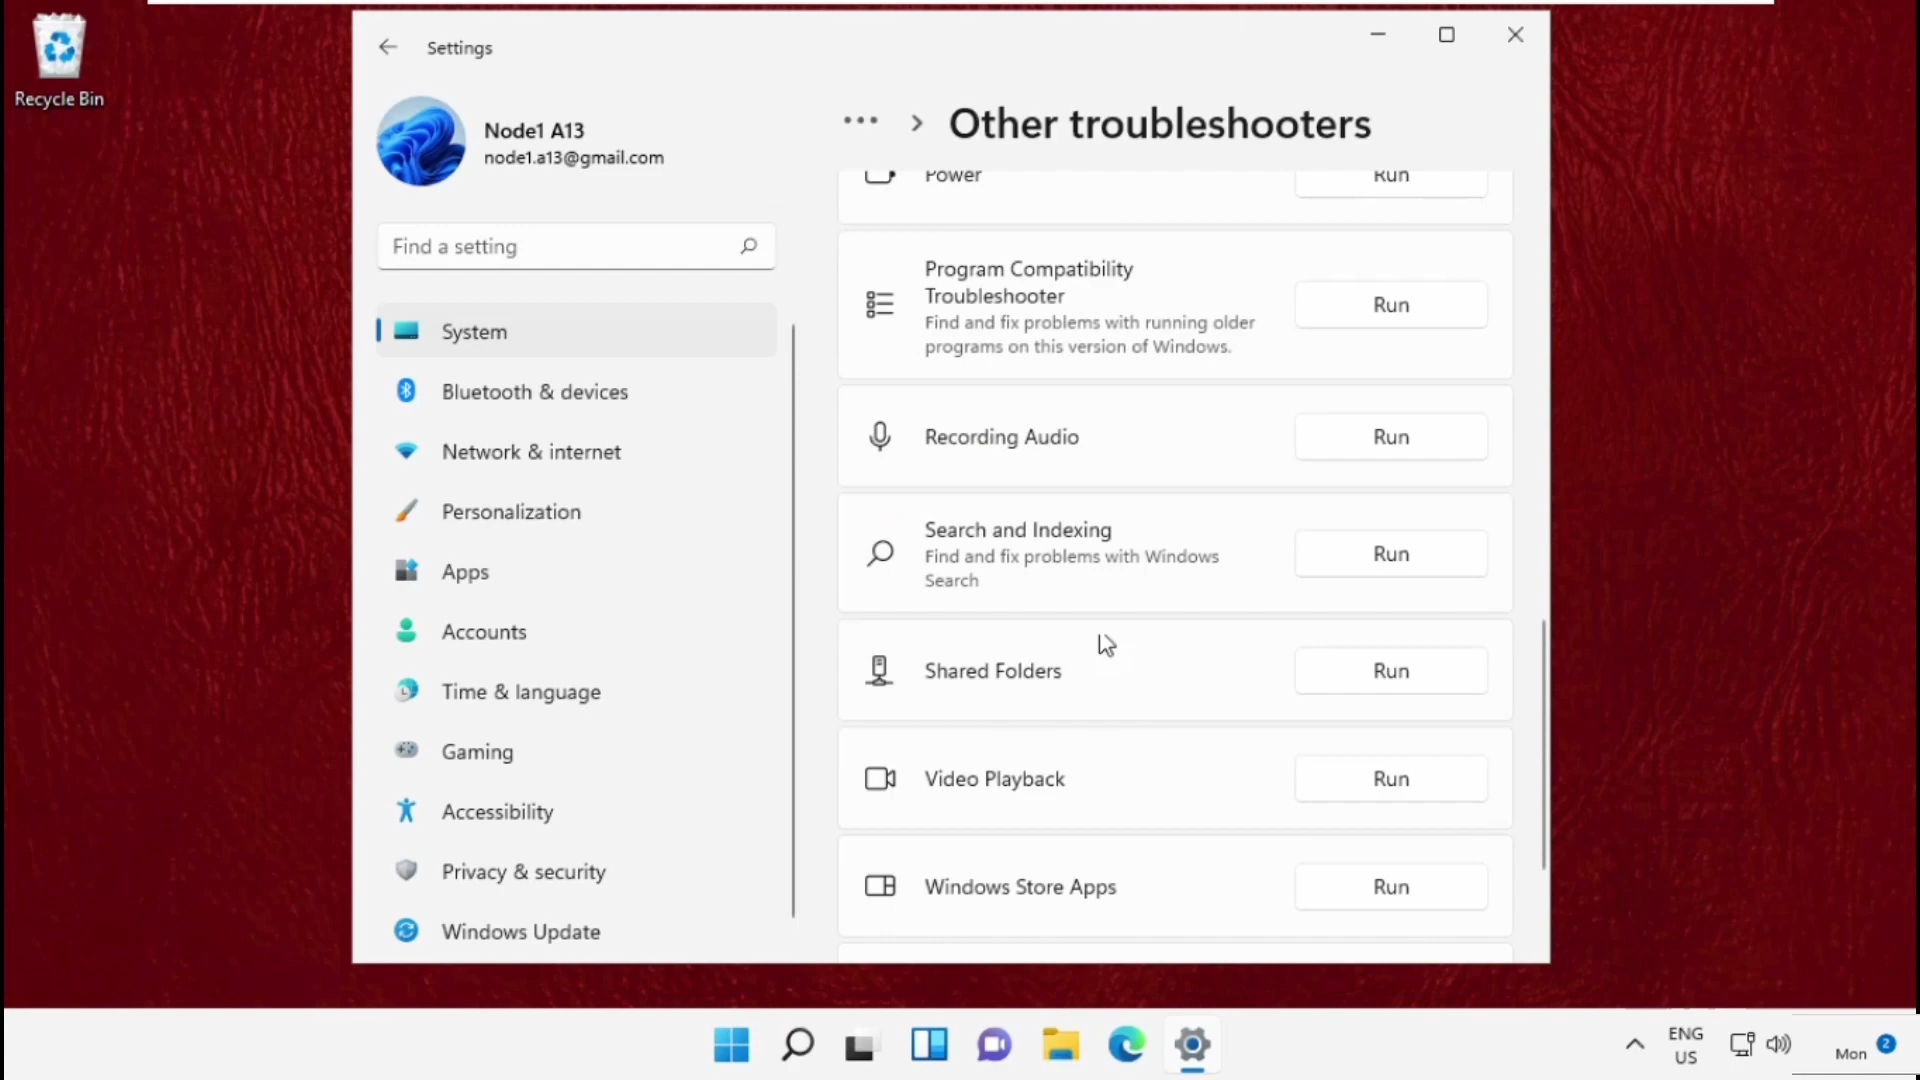 Recycle Bin
Settings
Node1 A13
node1.a13@gmail.com
Find a setting
System
Bluetooth & devices
Network & internet
Personalization
Apps
Accounts
Time & language
Gaming
Accessibility
Privacy & security
Windows Update
Other troubleshooters
Power
Run
Program Compatibility
Troubleshooter
Find and fix problems with running older
programs on this version of Windows.
Run
Recording Audio
Run
Search and Indexing
Find and fix problems with Windows
Search
Run
Shared Folders
Run
Video Playback
Run
Windows Store Apps
Run
ENG
US
Mon
2